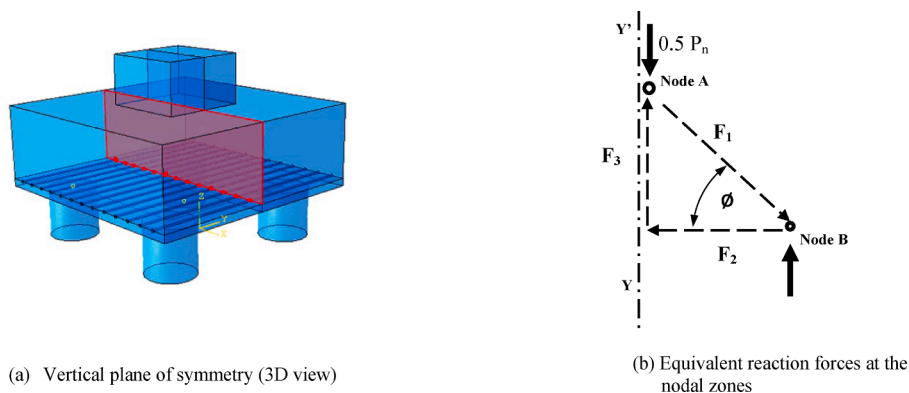 Y'
0.5 Pn
Node A
F1
F3
ø
Node B
F2
Y
Z
Y
X
(a) Vertical plane of symmetry (3D view)
(b) Equivalent reaction forces at the
nodal zones